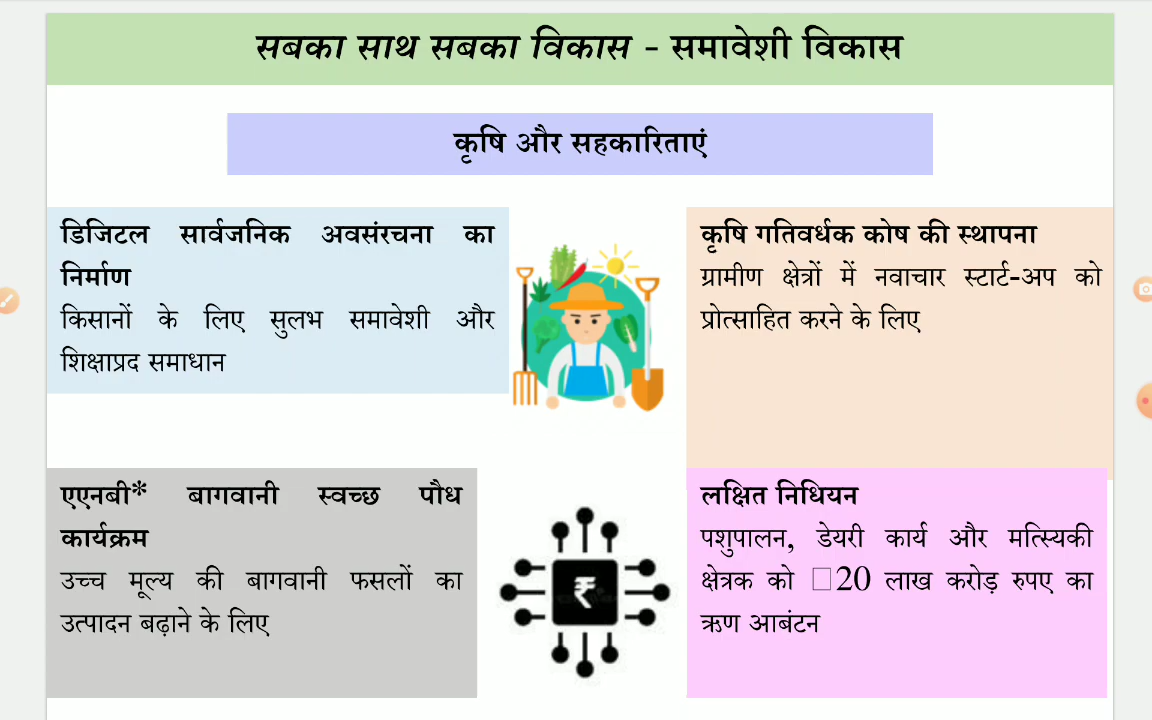 सबका साथ सबका विकास - समावेशी विकास
कृषि और सहकारिताएं
डिजिटल सार्वजनिक अवसंरचना का
निर्माण
किसानों के लिए सुलभ समावेशी और
शिक्षाप्रद समाधान
कृषि गतिवर्धक कोष की स्थापना
ग्रामीण क्षेत्रों में नवाचार स्टार्ट-अप को
प्रोत्साहित करने के लिए
एएनबी* बागवानी स्वच्छ पौध
कार्यक्रम
उच्च मूल्य की बागवानी फसलों का
उत्पादन बढ़ाने के लिए
₹
लक्षित निधियन
पशुपालन, डेयरी कार्य और मत्स्यिकी
क्षेत्रक को □20 लाख करोड़ रुपए का
ऋण आबंटन